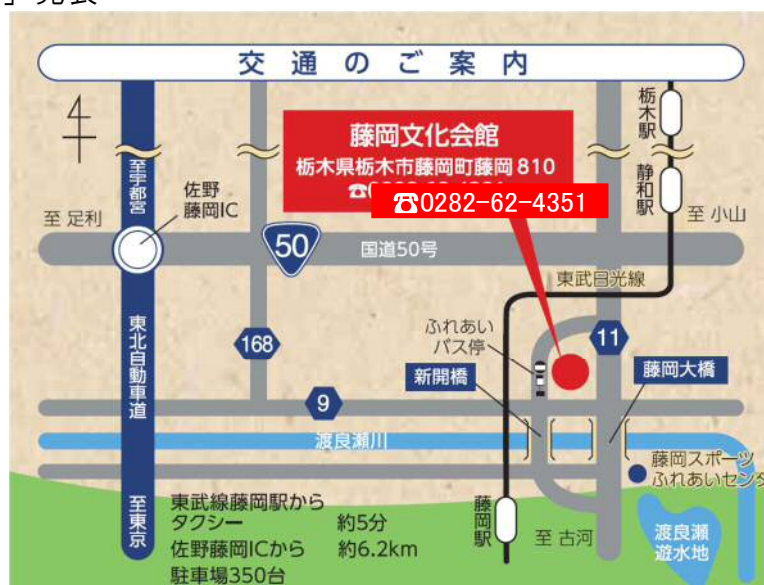 」発表
交通のご案内
藤岡文化会館
栃木県栃木市藤岡町藤岡810
☎0282-62-4351
栃木駅
静和駅
至 小山
至宇都宮
佐野
藤岡IC
至 足利
50
国道50号
東武日光線
東北自動車道
168
ふれあい
バス停
11
新開橋
藤岡大橋
9
渡良瀬川
藤岡スポーツ
ふれあいセンタ
至東京
東武線藤岡駅から
タクシー 約5分
佐野藤岡ICから 約6.2km
駐車場350台
藤岡駅
至 古河
渡良瀬
遊水地